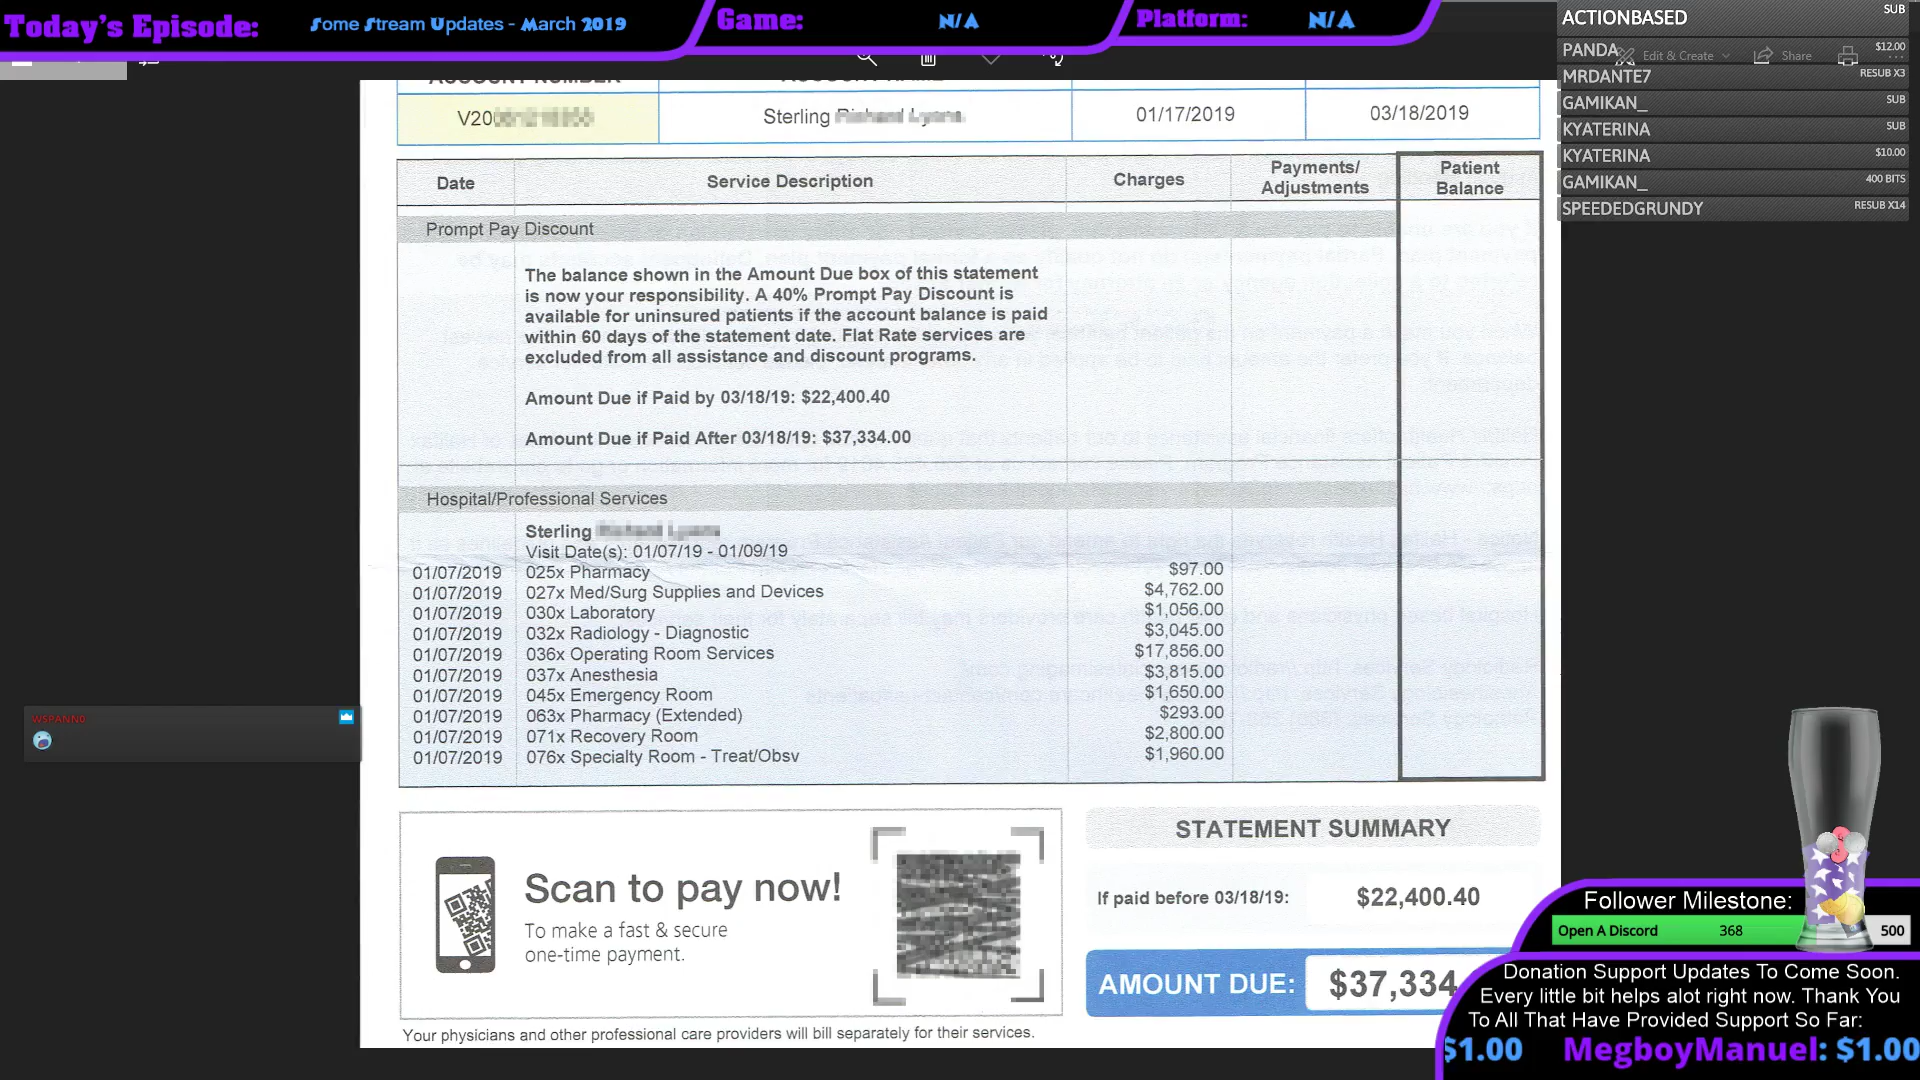 Today's Episode:
Some Stream Updates - March 2019
Game:
N/A
Platform:
N/A
Edit & Create
Share
ACTIONBASED SUB
PANDA $12.00
MRDANTE7 RESUB X3
GAMIKAN_ SUB
KYATERINA SUB
KYATERINA $10.00
GAMIKAN_ 400 BITS
SPEEDEDGRUNDY RESUB X14
ACCOUNT NUMBER
ACCOUNT NAME
V20
Sterling
01/17/2019
03/18/2019
Date
Service Description
Charges
Payments/
Adjustments
Patient
Balance
Prompt Pay Discount
The balance shown in the Amount Due box of this statement
is now your responsibility. A 40% Prompt Pay Discount is
available for uninsured patients if the account balance is paid
within 60 days of the statement date. Flat Rate services are
excluded from all assistance and discount programs.
Amount Due if Paid by 03/18/19: $22,400.40
Amount Due if Paid After 03/18/19: $37,334.00
Hospital/Professional Services
Sterling
Visit Date(s): 01/07/19 - 01/09/19
01/07/2019 025x Pharmacy $97.00
01/07/2019 027x Med/Surg Supplies and Devices $4,762.00
01/07/2019 030x Laboratory $1,056.00
01/07/2019 032x Radiology - Diagnostic $3,045.00
01/07/2019 036x Operating Room Services $17,856.00
01/07/2019 037x Anesthesia $3,815.00
01/07/2019 045x Emergency Room $1,650.00
01/07/2019 063x Pharmacy (Extended) $293.00
01/07/2019 071x Recovery Room $2,800.00
01/07/2019 076x Specialty Room - Treat/Obsv $1,960.00
WSPANN0
Scan to pay now!
To make a fast & secure
one-time payment.
STATEMENT SUMMARY
If paid before 03/18/19: $22,400.40
AMOUNT DUE: $37,334
Your physicians and other professional care providers will bill separately for their services.
Follower Milestone:
Open A Discord 368 500
Donation Support Updates To Come Soon.
Every little bit helps alot right now. Thank You
To All That Have Provided Support So Far:
$1.00 MegboyManuel: $1.00